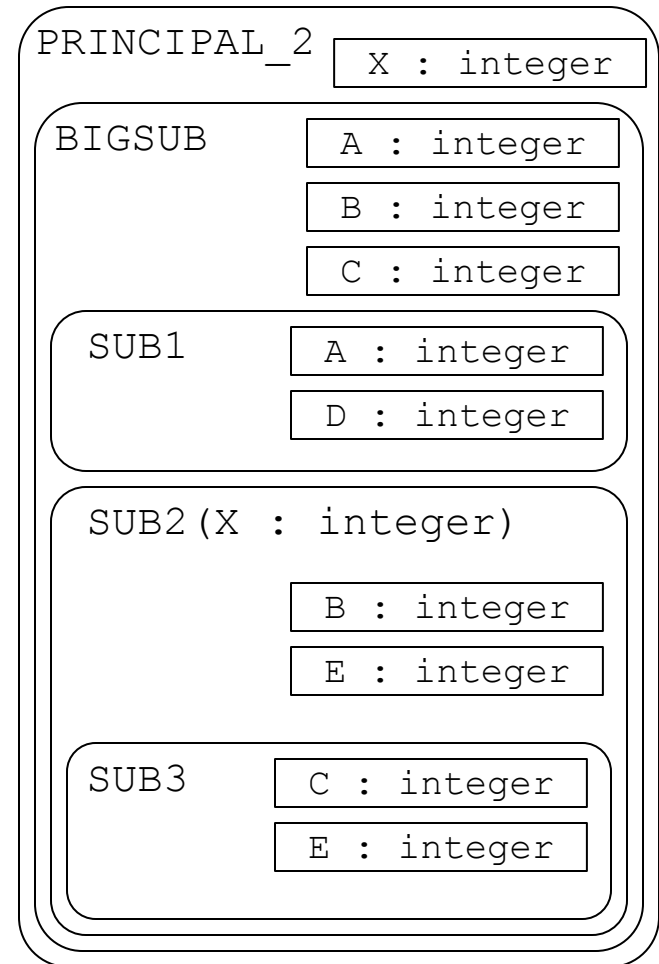 PRINCIPAL_2
X : integer
BIGSUB
A : integer
B : integer
C : integer
SUB1
A : integer
D : integer
SUB2(X : integer)
B : integer
E : integer
SUB3
C : integer
E : integer